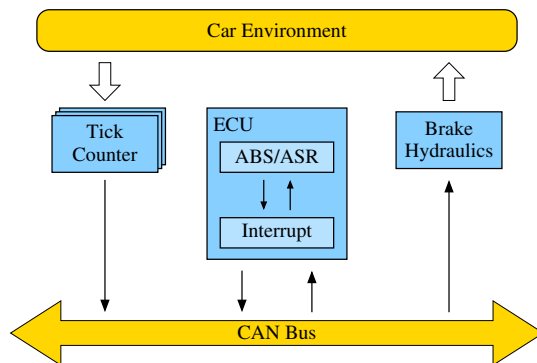 Car Environment
Tick
Counter
ECU
ABS/ASR
Interrupt
Brake
Hydraulics
CAN Bus